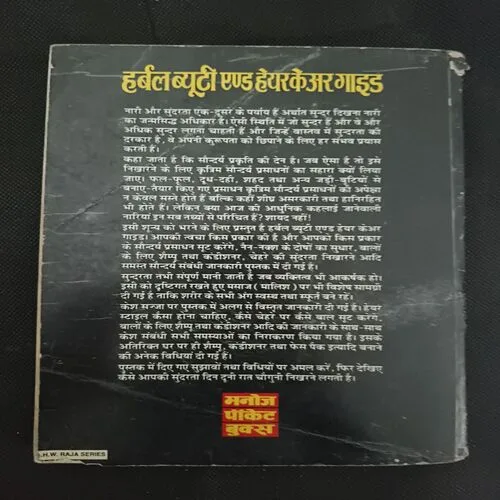 हर्बल ब्यूटी एण्ड हेयर केअर गाइड
नारी और सुंदरता एक-दूसरे के पर्याय हैं अर्थात सुन्दर दिखना नारी
का जन्मसिद्ध अधिकार है। ऐसी स्थिति में जो सुन्दर हैं और वे और
अधिक सुन्दर लगना चाहती हैं और जिन्हें वास्तव में सुन्दरता की
दरकार है, वे अपनी कुरूपता को छिपाने के लिए हर संभव प्रयास
करती हैं।
कहा जाता है कि सौन्दर्य प्रकृति की देन है। जब ऐसा है तो इसे
निखारने के लिए कृत्रिम सौन्दर्य प्रसाधनों का सहारा क्यों लिया
जाए। फल-फूल, दूध-दही, शहद तथा अन्य जड़ी-बूटियों से
बनाए-तैयार किए गए प्रसाधन कृत्रिम सौन्दर्य प्रसाधनों की अपेक्षा
न केवल सस्ते होते हैं बल्कि कहीं शीघ्र असरकारी तथा हानिरहित
भी होते हैं। लेकिन क्या आज की आधुनिक कहलाई जानेवाली
नारियां इन सब तथ्यों से परिचित हैं? शायद नहीं!
इसी शून्य को भरने के लिए प्रस्तुत है हर्बल ब्यूटी एण्ड हेयर केअर
गाइड। आपकी त्वचा किस प्रकार की है और आपको किस प्रकार
के सौन्दर्य प्रसाधन सूट करेंगे, नैन-नक्श के दोषों का सुधार, बालों
के लिए शैम्पू तथा कंडीशनर, चेहरे की सुंदरता निखारने आदि
समस्त सौन्दर्य संबंधी जानकारी पुस्तक में दी गई है।
सुन्दरता तभी संपूर्ण मानी जाती है जब व्यक्तित्व भी आकर्षक हो।
इसी को दृष्टिगत रखते हुए मसाज (मालिश) पर भी विशेष सामग्री
दी गई है ताकि शरीर के सभी अंग स्वस्थ तथा स्फूर्त बने रहें।
केश सज्जा पर पुस्तक में अलग से विस्तृत जानकारी दी गई है। हेयर
स्टाइल कैसा होना चाहिए, कैसे चेहरे पर कैसे बाल सूट करेंगे,
बालों के लिए शैम्पू तथा कंडीशनर आदि की जानकारी के साथ-साथ
केश संबंधी सभी समस्याओं का निराकरण किया गया है। इसके
अतिरिक्त घर पर ही शैम्पू, कंडीशनर तथा फेस पैक इत्यादि बनाने
की अनेक विधियां दी गई हैं।
पुस्तक में दिए गए सुझावों तथा विधियों पर अमल करें, फिर देखिए
कैसे आपकी सुंदरता दिन दूनी रात चौगुनी निखरने लगती है।
मनोज
पॉकेट
बुक्स
.H.W. RAJA SERIES